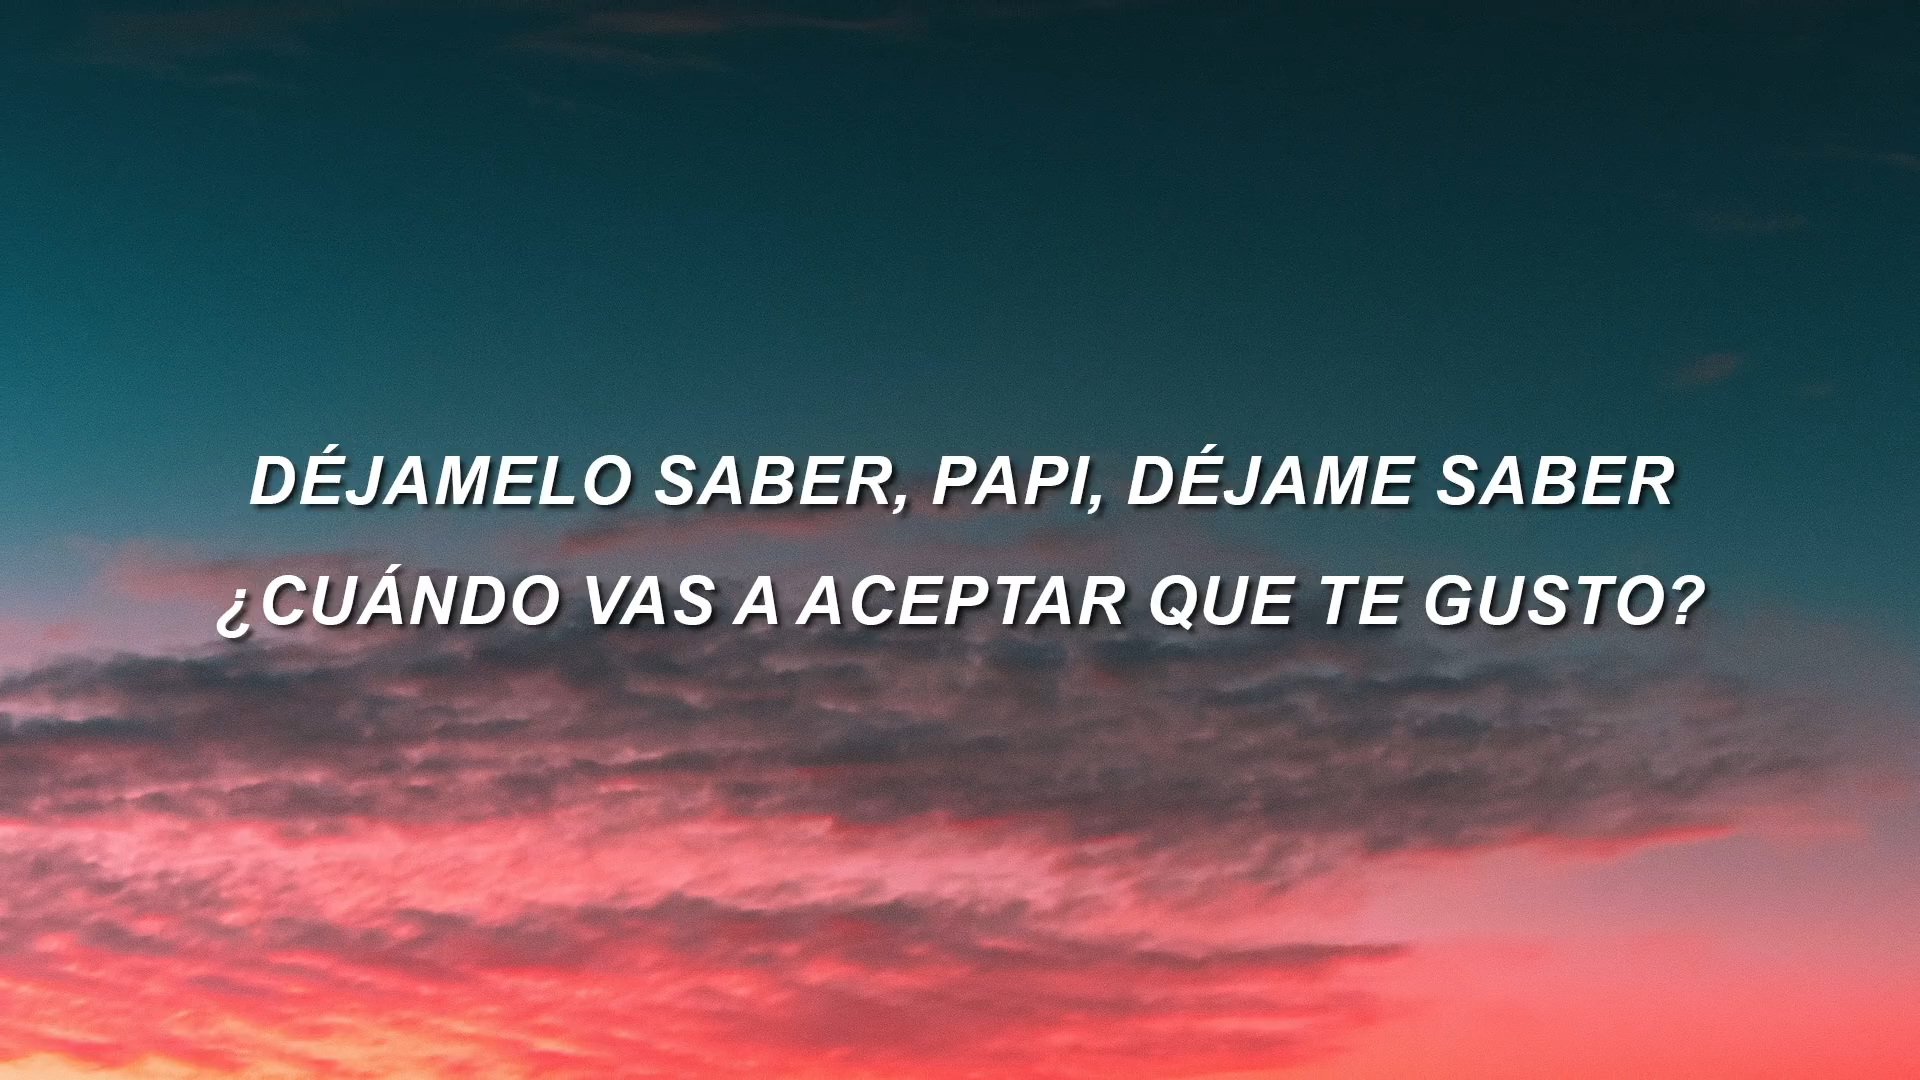 DÉJAMELO SABER, PAPI, DÉJAME SABER
¿CUÁNDO VAS A ACEPTAR QUE TE GUSTO?